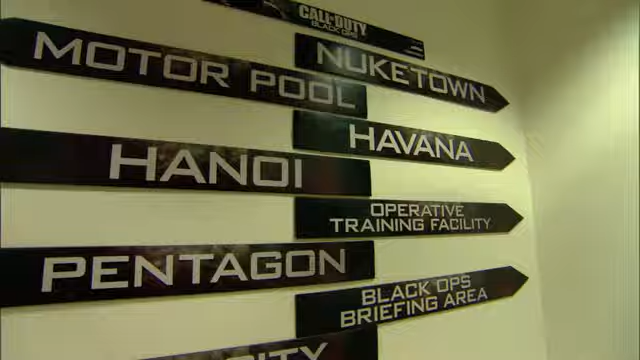 CALL OF DUTY
BLACK OPS
MOTOR POOL
NUKETOWN
HAVANA
HANOI
OPERATIVE
TRAINING FACILITY
PENTAGON
BLACK OPS
BRIEFING AREA